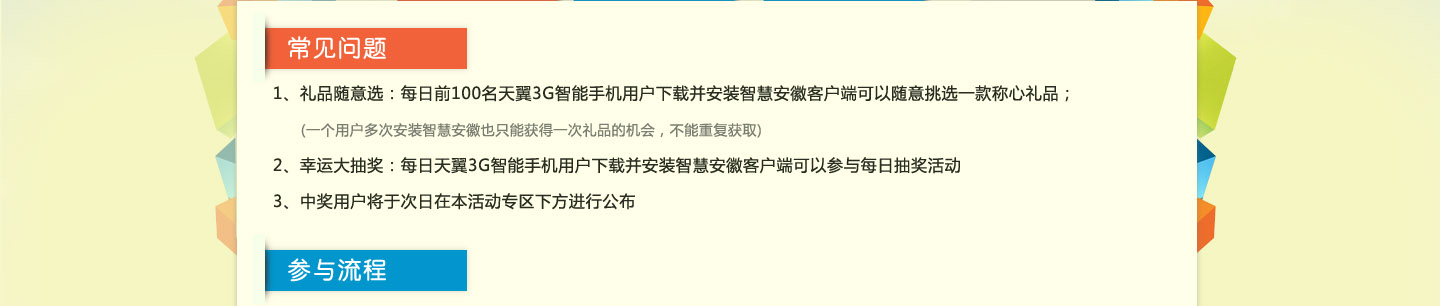 常见问题
1、礼品随意选：每日前100名天翼3G智能手机用户下载并安装智慧安徽客户端可以随意挑选一款称心礼品；
(一个用户多次安装智慧安徽也只能获得一次礼品的机会，不能重复获取)
2、幸运大抽奖：每日天翼3G智能手机用户下载并安装智慧安徽客户端可以参与每日抽奖活动
3、中奖用户将于次日在本活动专区下方进行公布
参与流程